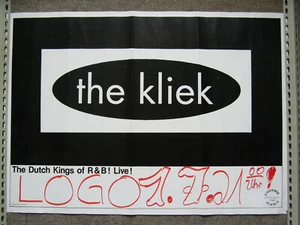 the kliek
The Dutch Kings of R&B! Live!
LOGO 1. 7. 21 00 Uhr!